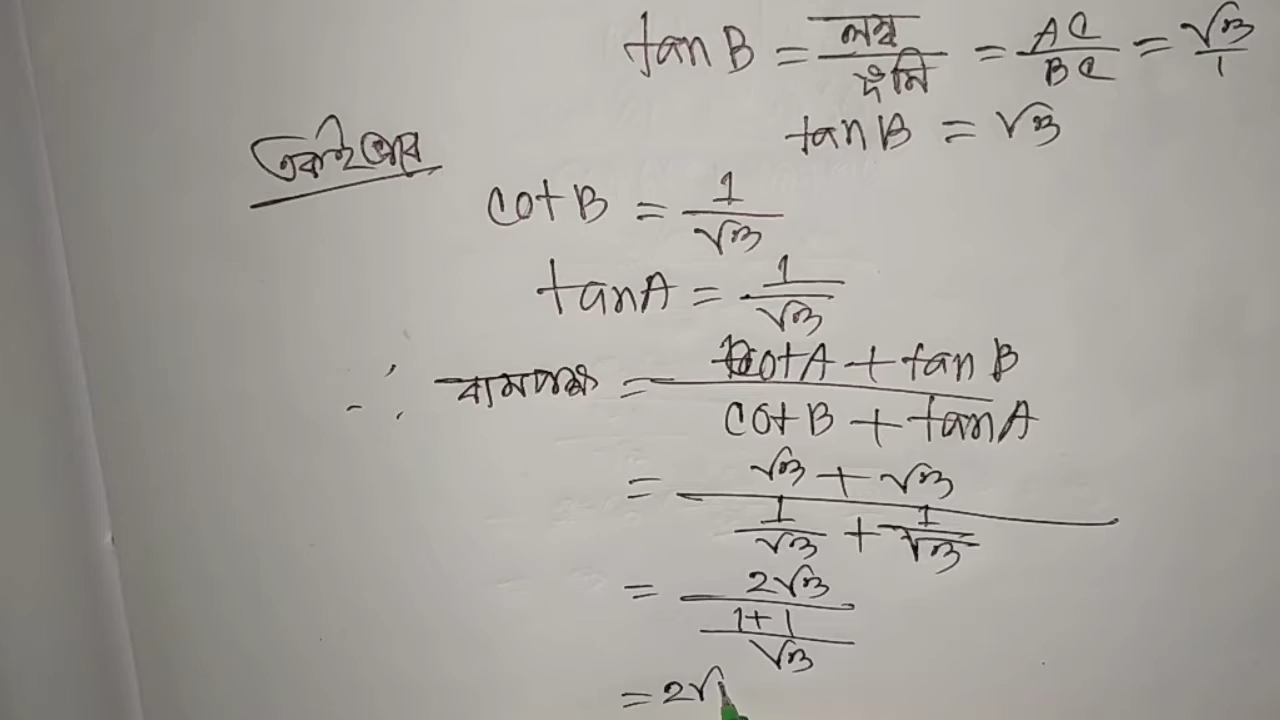 tan B = লম্ব / ভূমি = AC / BC = √3 / 1
tan B = √3
একইভাবে
cot B = 1 / √3
tan A = 1 / √3
∴ বামপক্ষ = cot A + tan B / cot B + tan A
= √3 + √3 / 1/√3 + 1/√3
= 2√3 / 1+1 / √3
= 2√